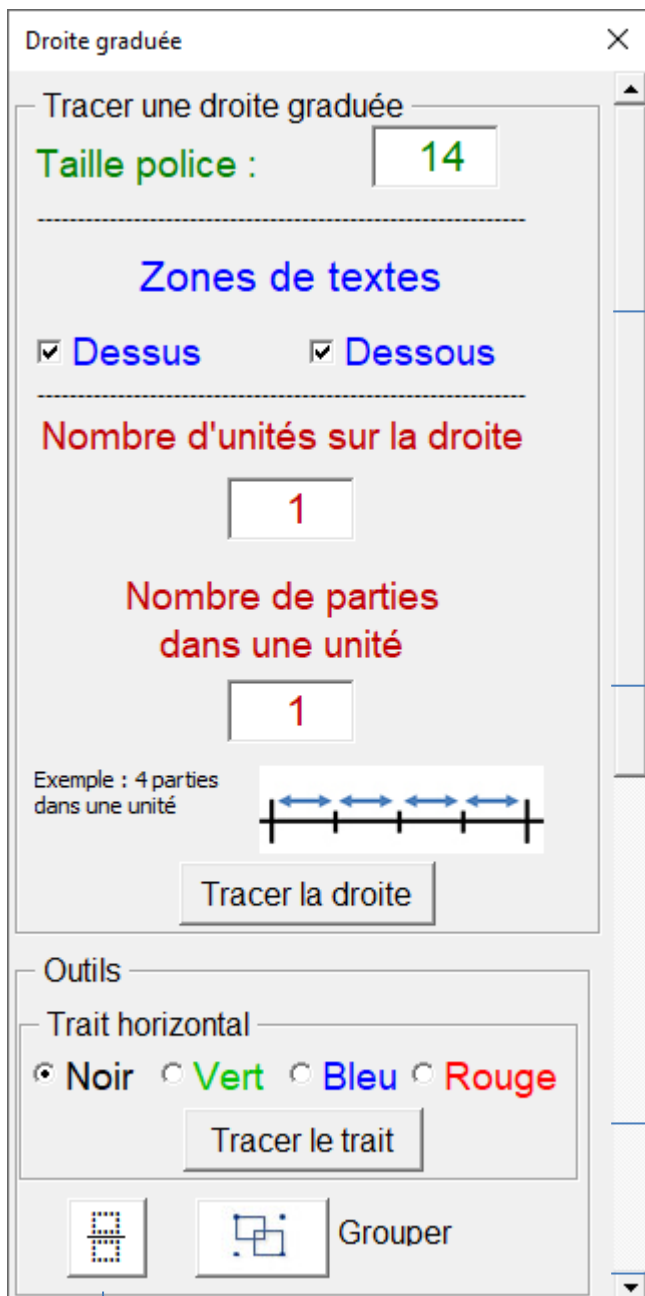 Droite graduée
Tracer une droite graduée
Taille police : 14
Zones de textes
Dessus Dessous
Nombre d'unités sur la droite
1
Nombre de parties
dans une unité
1
Exemple : 4 parties
dans une unité
Tracer la droite
Outils
Trait horizontal
Noir Vert Bleu Rouge
Tracer le trait
Grouper